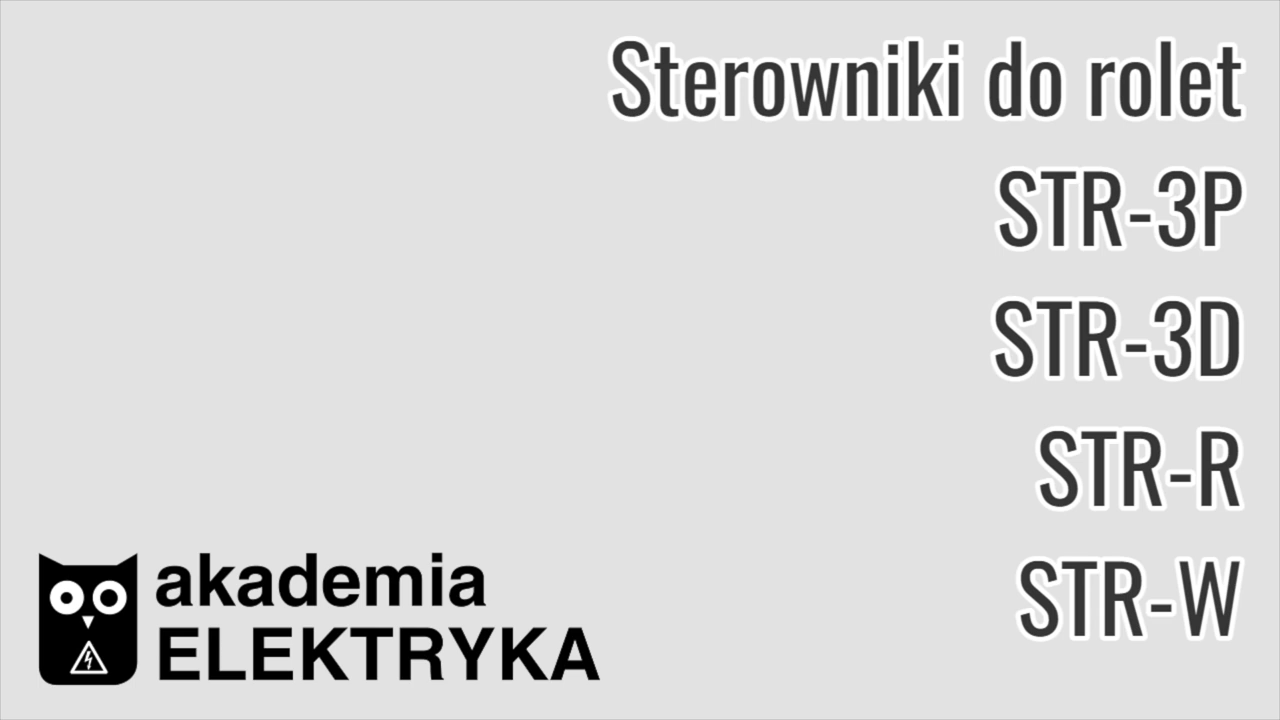 Sterowniki do rolet
STR-3P
STR-3D
STR-R
STR-W
akademia
ELEKTRYKA